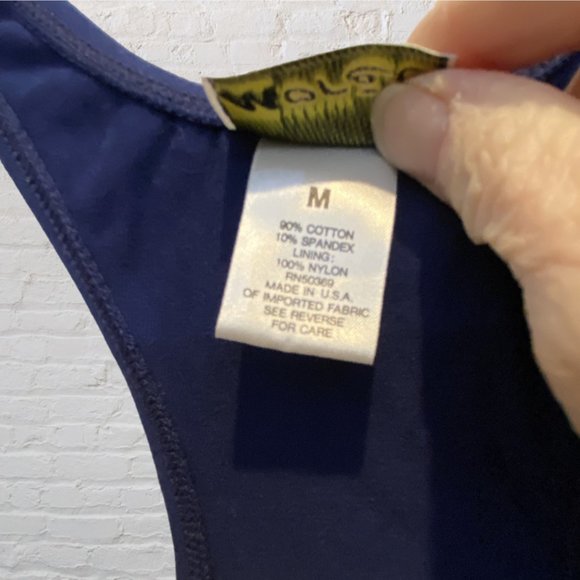 M
90% COTTON
10% SPANDEX
LINING:
100% NYLON
RN50369
MADE IN U.S.A.
OF IMPORTED FABRIC
SEE REVERSE
FOR CARE